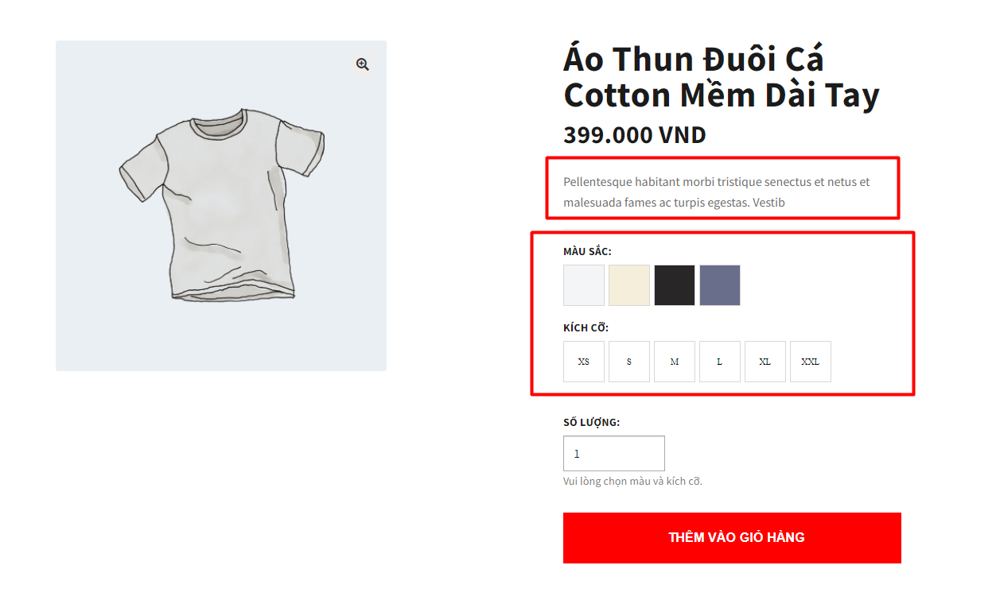 Áo Thun Đuôi Cá
Cotton Mềm Dài Tay
399.000 VND
Pellentesque habitant morbi tristique senectus et netus et
malesuada fames ac turpis egestas. Vestib
MÀU SẮC:
KÍCH CỠ:
XS S M L XL XXL
SỐ LƯỢNG:
1
Vui lòng chọn màu và kích cỡ.
THÊM VÀO GIỎ HÀNG